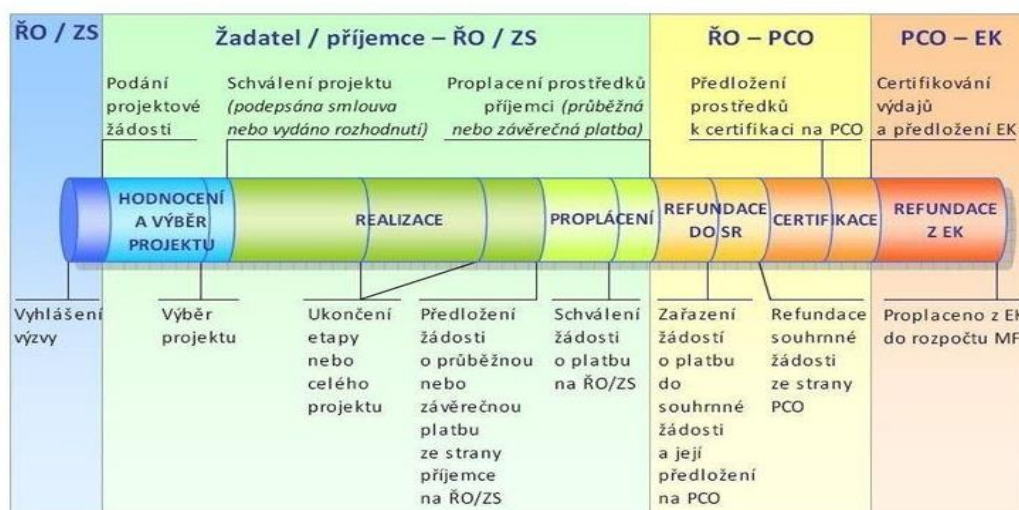 ŘO / ZS
Žadatel / příjemce – ŘO / ZS
ŘO – PCO
PCO – EK
Podání
projektové
žádosti
Schválení projektu
(podepsána smlouva
nebo vydáno rozhodnutí)
Proplacení prostředků
příjemci (průběžná
nebo závěrečná platba)
Předložení
prostředků
k certifikaci na PCO
Certifikování
výdajů
a předložení EK
HODNOCENÍ
A VÝBĚR
PROJEKTU
REALIZACE
PROPLÁCENÍ
REFUNDACE
DO SR
CERTIFIKACE
REFUNDACE
Z EK
Vyhlášení
výzvy
Výběr
projektu
Ukončení
etapy
nebo
celého
projektu
Předložení
žádosti
o průběžnou
nebo
závěrečnou
platbu
ze strany
příjemce
na ŘO/ZS
Schválení
žádosti
o platbu
na ŘO/ZS
Zařazení
žádostí
o platbu
do
souhrnné
žádosti
a její
předložení
na PCO
Refundace
souhrnné
žádosti
ze strany
PCO
Proplaceno z EK
do rozpočtu MF